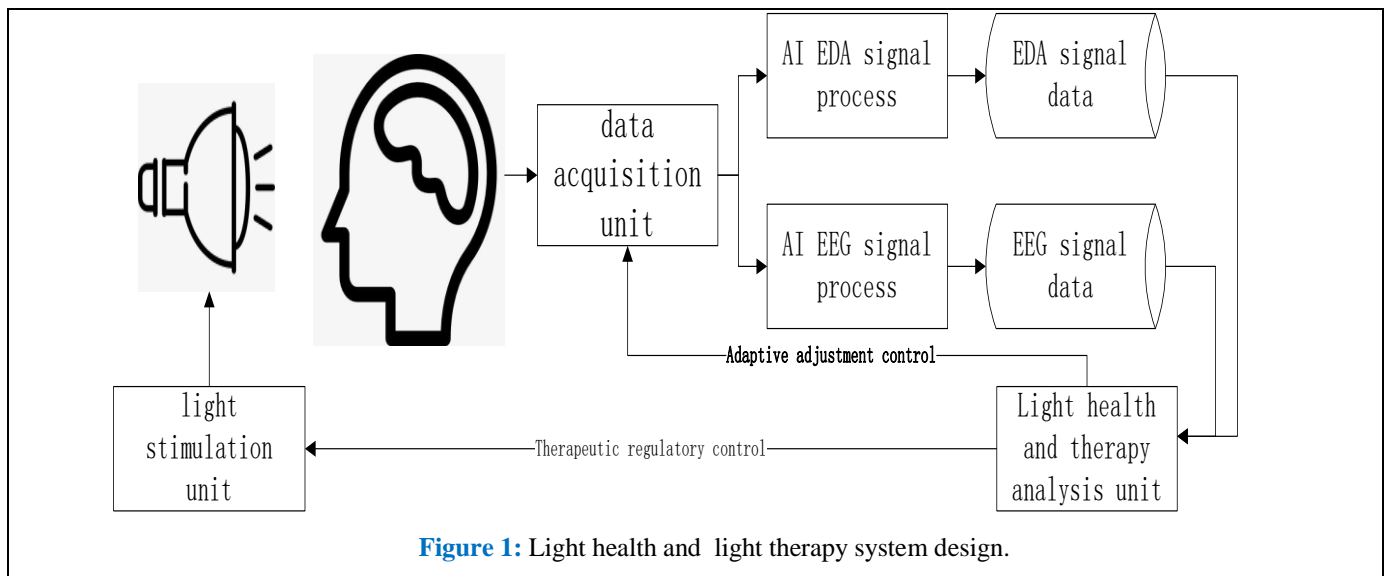 AI EDA signal
process
EDA signal
data
data
acquisition
unit
AI EEG signal
process
EEG signal
data
Adaptive adjustment control
light
stimulation
unit
Therapeutic regulatory control
Light health
and therapy
analysis unit
Figure 1: Light health and light therapy system design.